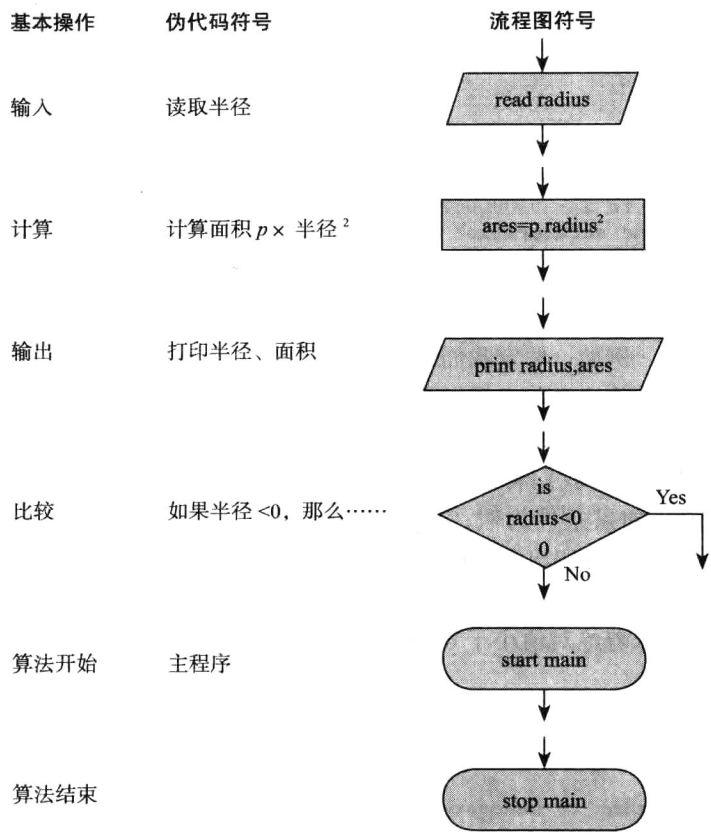 基本操作 伪代码符号 流程图符号
输入 读取半径 read radius
计算 计算面积 p × 半径² ares=p.radius²
输出 打印半径、面积 print radius,ares
is
比较 如果半径<0，那么…… radius<0 Yes
0
No
算法开始 主程序 start main
算法结束 stop main